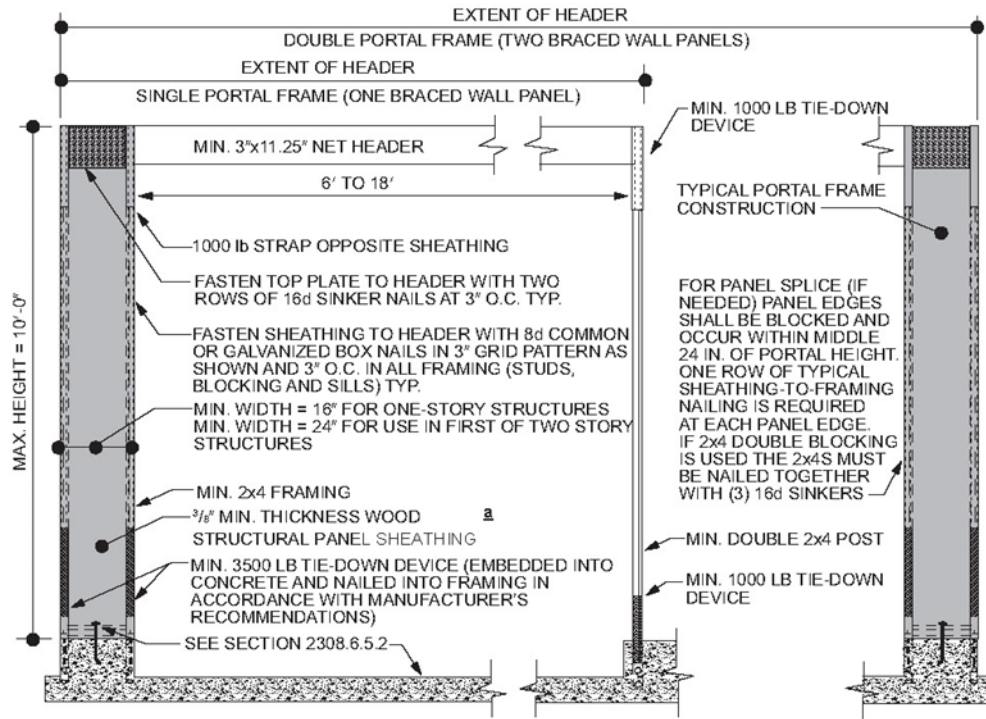 EXTENT OF HEADER
DOUBLE PORTAL FRAME (TWO BRACED WALL PANELS)
EXTENT OF HEADER
SINGLE PORTAL FRAME (ONE BRACED WALL PANEL)
MIN. 1000 LB TIE-DOWN
DEVICE
MIN. 3"x11.25" NET HEADER
6' TO 18'
TYPICAL PORTAL FRAME
CONSTRUCTION
1000 lb STRAP OPPOSITE SHEATHING
FASTEN TOP PLATE TO HEADER WITH TWO
ROWS OF 16d SINKER NAILS AT 3" O.C. TYP.
FASTEN SHEATHING TO HEADER WITH 8d COMMON
OR GALVANIZED BOX NAILS IN 3" GRID PATTERN AS
SHOWN AND 3" O.C. IN ALL FRAMING (STUDS,
BLOCKING AND SILLS) TYP.
MIN. WIDTH = 16" FOR ONE-STORY STRUCTURES
MIN. WIDTH = 24" FOR USE IN FIRST OF TWO STORY
STRUCTURES
MAX. HEIGHT = 10'-0"
FOR PANEL SPLICE (IF
NEEDED) PANEL EDGES
SHALL BE BLOCKED AND
OCCUR WITHIN MIDDLE
24 IN. OF PORTAL HEIGHT.
ONE ROW OF TYPICAL
SHEATHING-TO-FRAMING
NAILING IS REQUIRED
AT EACH PANEL EDGE.
IF 2x4 DOUBLE BLOCKING
IS USED THE 2x4S MUST
BE NAILED TOGETHER
WITH (3) 16d SINKERS
MIN. 2x4 FRAMING
3/8" MIN. THICKNESS WOOD a
STRUCTURAL PANEL SHEATHING
MIN. 3500 LB TIE-DOWN DEVICE (EMBEDDED INTO
CONCRETE AND NAILED INTO FRAMING IN
ACCORDANCE WITH MANUFACTURER'S
RECOMMENDATIONS)
SEE SECTION 2308.6.5.2
MIN. DOUBLE 2x4 POST
MIN. 1000 LB TIE-DOWN
DEVICE